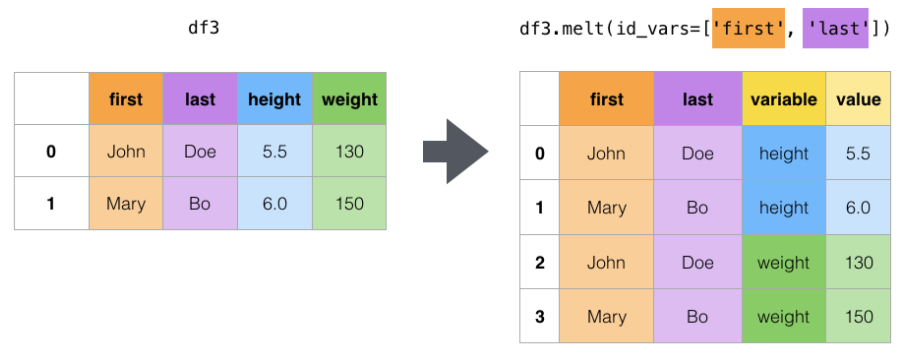 df3
first last height weight
0 John Doe 5.5 130
1 Mary Bo 6.0 150
df3.melt(id_vars=['first', 'last'])
first last variable value
0 John Doe height 5.5
1 Mary Bo height 6.0
2 John Doe weight 130
3 Mary Bo weight 150